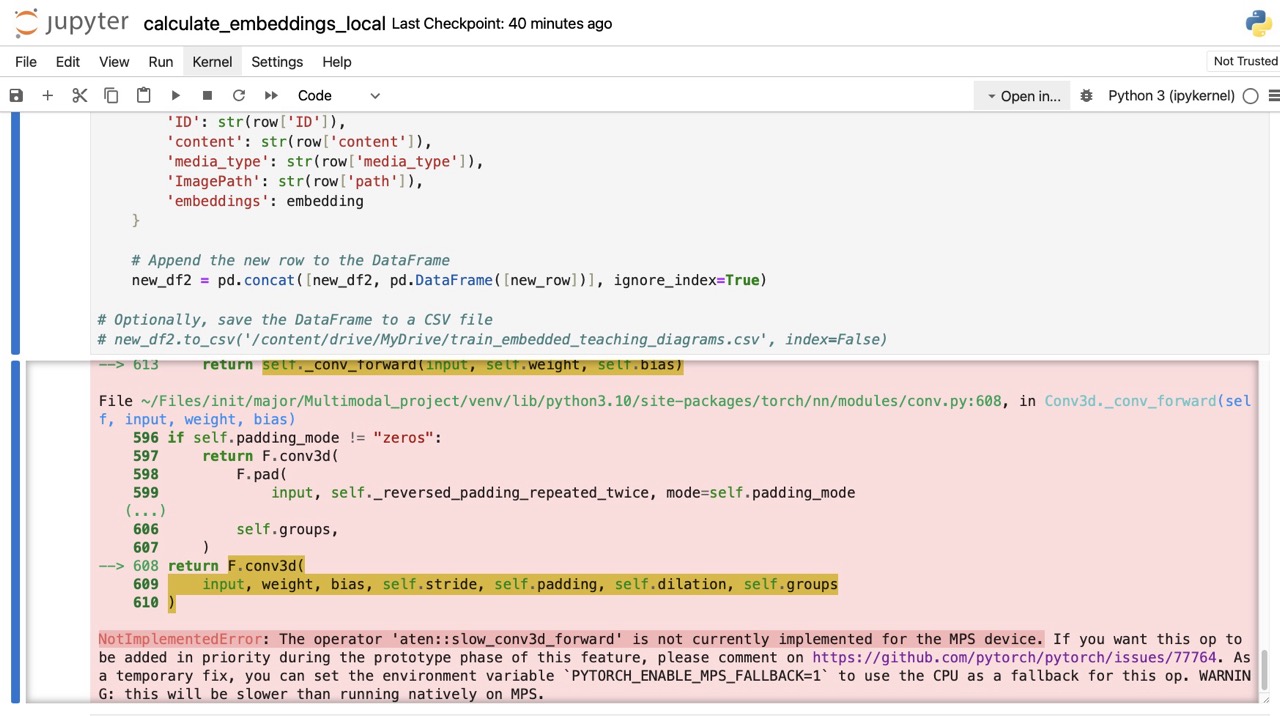 jupyter calculate_embeddings_local Last Checkpoint: 40 minutes ago
File Edit View Run Kernel Settings Help Not Trusted
Code Open in... Python 3 (ipykernel)
'ID': str(row['ID']),
'content': str(row['content']),
'media_type': str(row['media_type']),
'ImagePath': str(row['path']),
'embeddings': embedding
}
# Append the new row to the DataFrame
new_df2 = pd.concat([new_df2, pd.DataFrame([new_row])], ignore_index=True)
# Optionally, save the DataFrame to a CSV file
# new_df2.to_csv('/content/drive/MyDrive/train_embedded_teaching_diagrams.csv', index=False)
--> 613 return self._conv_forward(input, self.weight, self.bias)
File ~/Files/init/major/Multimodal_project/venv/lib/python3.10/site-packages/torch/nn/modules/conv.py:608, in Conv3d._conv_forward(sel
f, input, weight, bias)
596 if self.padding_mode != "zeros":
597 return F.conv3d(
598 F.pad(
599 input, self._reversed_padding_repeated_twice, mode=self.padding_mode
(...)
606 self.groups,
607 )
--> 608 return F.conv3d(
609 input, weight, bias, self.stride, self.padding, self.dilation, self.groups
610 )
NotImplementedError: The operator 'aten::slow_conv3d_forward' is not currently implemented for the MPS device. If you want this op to
be added in priority during the prototype phase of this feature, please comment on https://github.com/pytorch/pytorch/issues/77764. As
a temporary fix, you can set the environment variable `PYTORCH_ENABLE_MPS_FALLBACK=1` to use the CPU as a fallback for this op. WARNIN
G: this will be slower than running natively on MPS.